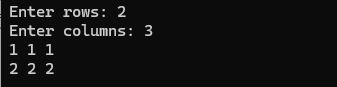 Enter rows: 2
Enter columns: 3
1 1 1
2 2 2